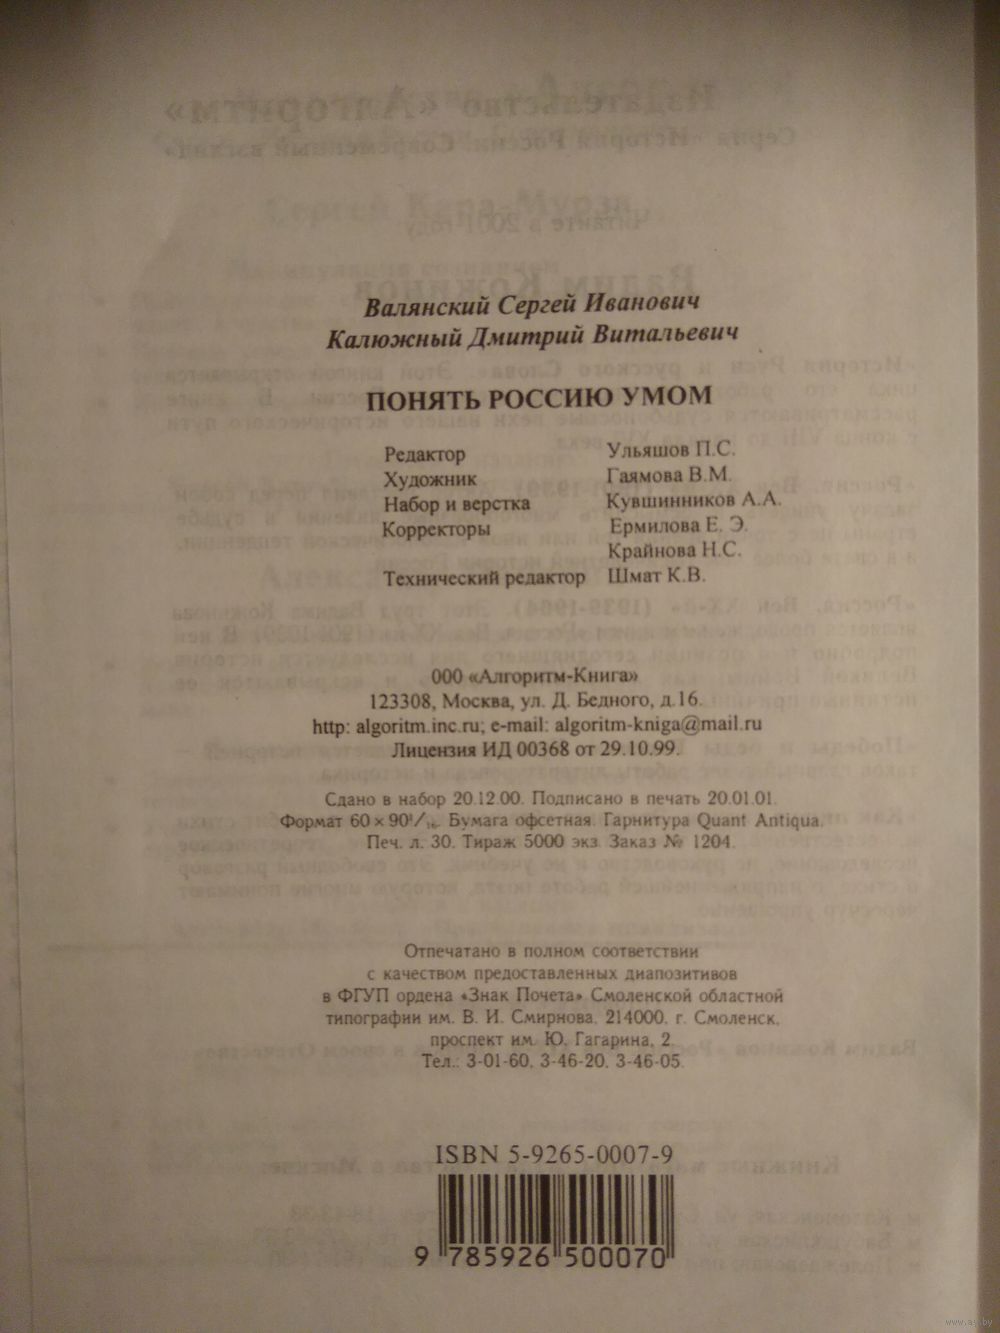 Валянский Сергей Иванович
Калюжный Дмитрий Витальевич
ПОНЯТЬ РОССИЮ УМОМ
Редактор Ульяшов П.С.
Художник Гаямова В.М.
Набор и верстка Кувшинников А.А.
Корректоры Ермилова Е. Э.
Крайнова Н.С.
Технический редактор Шмат К.В.
ООО «Алгоритм-Книга»
123308, Москва, ул. Д. Бедного, д.16.
http: algoritm.inc.ru; e-mail: algoritm-kniga@mail.ru
Лицензия ИД 00368 от 29.10.99.
Сдано в набор 20.12.00. Подписано в печать 20.01.01.
Формат 60 × 90¹/₁₆. Бумага офсетная. Гарнитура Quant Antiqua.
Печ. л. 30. Тираж 5000 экз. Заказ № 1204.
Отпечатано в полном соответствии
с качеством предоставленных диапозитивов
в ФГУП ордена «Знак Почета» Смоленской областной
типографии им. В. И. Смирнова. 214000, г. Смоленск,
проспект им. Ю. Гагарина, 2.
Тел.: 3-01-60, 3-46-20, 3-46-05.
ISBN 5-9265-0007-9
9 785926 500070
www.ay.by